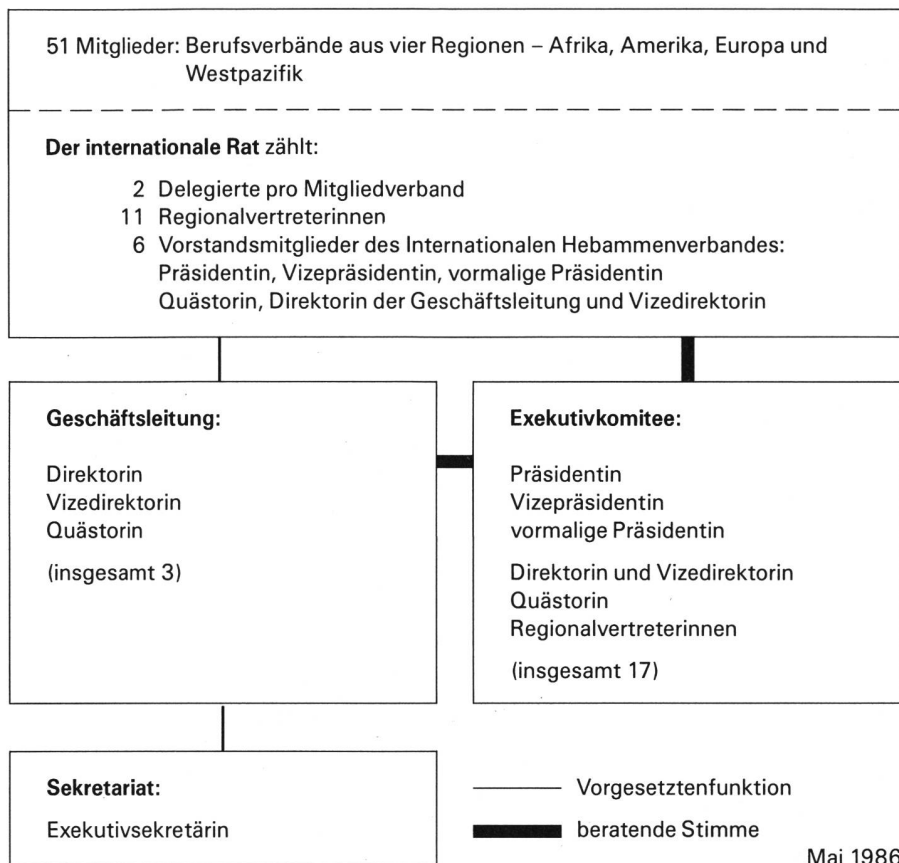 51 Mitglieder: Berufsverbände aus vier Regionen – Afrika, Amerika, Europa und
Westpazifik
Der internationale Rat zählt:
2 Delegierte pro Mitgliedverband
11 Regionalvertreterinnen
6 Vorstandsmitglieder des Internationalen Hebammenverbandes:
Präsidentin, Vizepräsidentin, vormalige Präsidentin
Quästorin, Direktorin der Geschäftsleitung und Vizedirektorin
Geschäftsleitung:
Direktorin
Vizedirektorin
Quästorin
(insgesamt 3)
Exekutivkomitee:
Präsidentin
Vizepräsidentin
vormalige Präsidentin
Direktorin und Vizedirektorin
Quästorin
Regionalvertreterinnen
(insgesamt 17)
Sekretariat:
Exekutivsekretärin
Vorgesetztenfunktion
beratende Stimme
Mai 1986